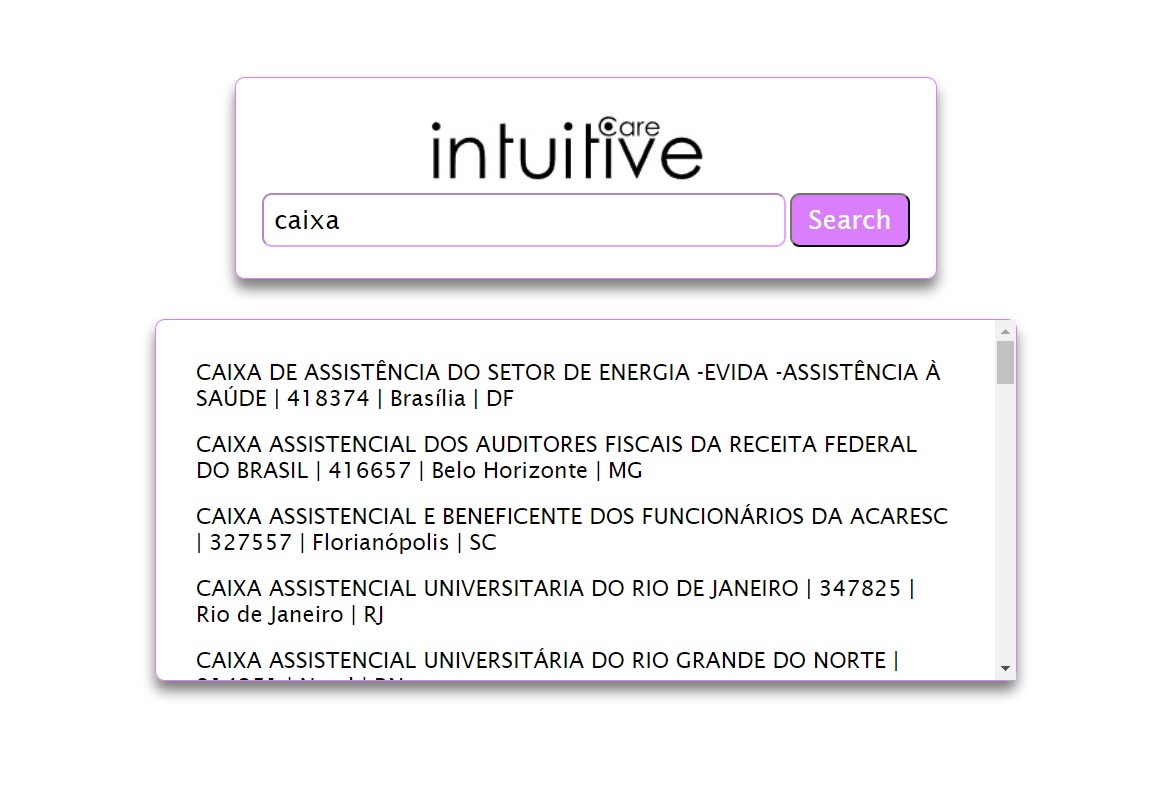 intuitive Care
caixa
Search
CAIXA DE ASSISTÊNCIA DO SETOR DE ENERGIA -EVIDA -ASSISTÊNCIA À
SAÚDE | 418374 | Brasília | DF
CAIXA ASSISTENCIAL DOS AUDITORES FISCAIS DA RECEITA FEDERAL
DO BRASIL | 416657 | Belo Horizonte | MG
CAIXA ASSISTENCIAL E BENEFICENTE DOS FUNCIONÁRIOS DA ACARESC
| 327557 | Florianópolis | SC
CAIXA ASSISTENCIAL UNIVERSITARIA DO RIO DE JANEIRO | 347825 |
Rio de Janeiro | RJ
CAIXA ASSISTENCIAL UNIVERSITÁRIA DO RIO GRANDE DO NORTE |